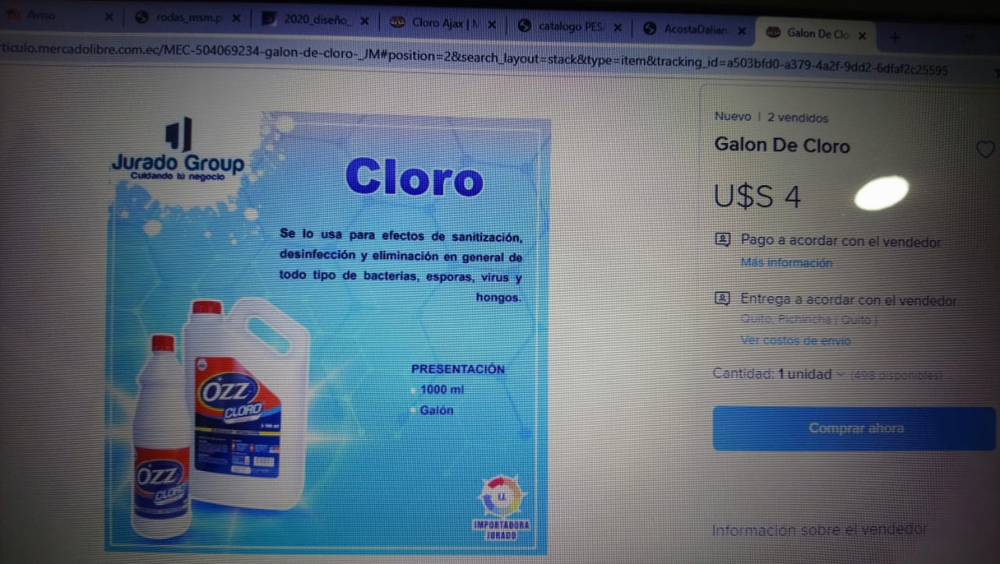 Aviso
rodas_msm.p
2020_diseño_
Cloro Ajax | M
catalogo PES
AcostaDalian
Galon De Clo
rticulo.mercadolibre.com.ec/MEC-504069234-galon-de-cloro-_JM#position=2&search_layout=stack&type=item&tracking_id=a503bfd0-a379-4a2f-9dd2-6dfaf2c25595
Jurado Group
Cuidando tú negocio
Cloro
Se lo usa para efectos de sanitización,
desinfección y eliminación en general de
todo tipo de bacterias, esporas, virus y
hongos.
PRESENTACIÓN
1000 ml
Galón
OZZ
CLORO
OZZ
CLORO
IMPORTADORA
JURADO
Nuevo | 2 vendidos
Galon De Cloro
U$S 4
Pago a acordar con el vendedor
Más información
Entrega a acordar con el vendedor
Quito, Pichincha ( Quito )
Ver costos de envío
Cantidad: 1 unidad (498 disponibles)
Comprar ahora
Información sobre el vendedor